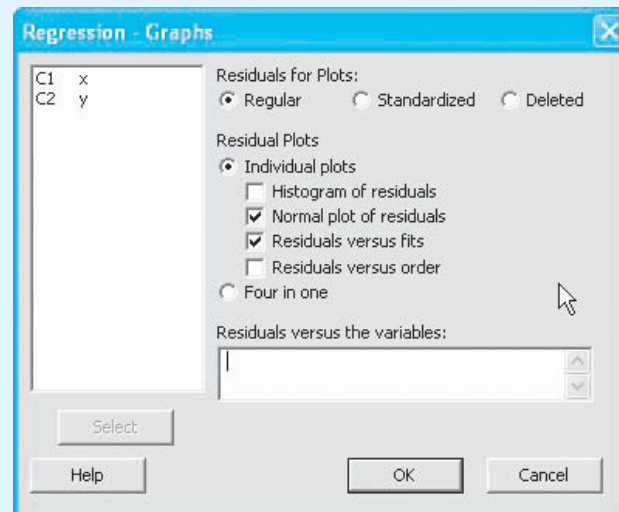 Regression - Graphs
C1 x
C2 y
Residuals for Plots:
Regular Standardized Deleted
Residual Plots
Individual plots
Histogram of residuals
Normal plot of residuals
Residuals versus fits
Residuals versus order
Four in one
Residuals versus the variables:
Select
Help OK Cancel